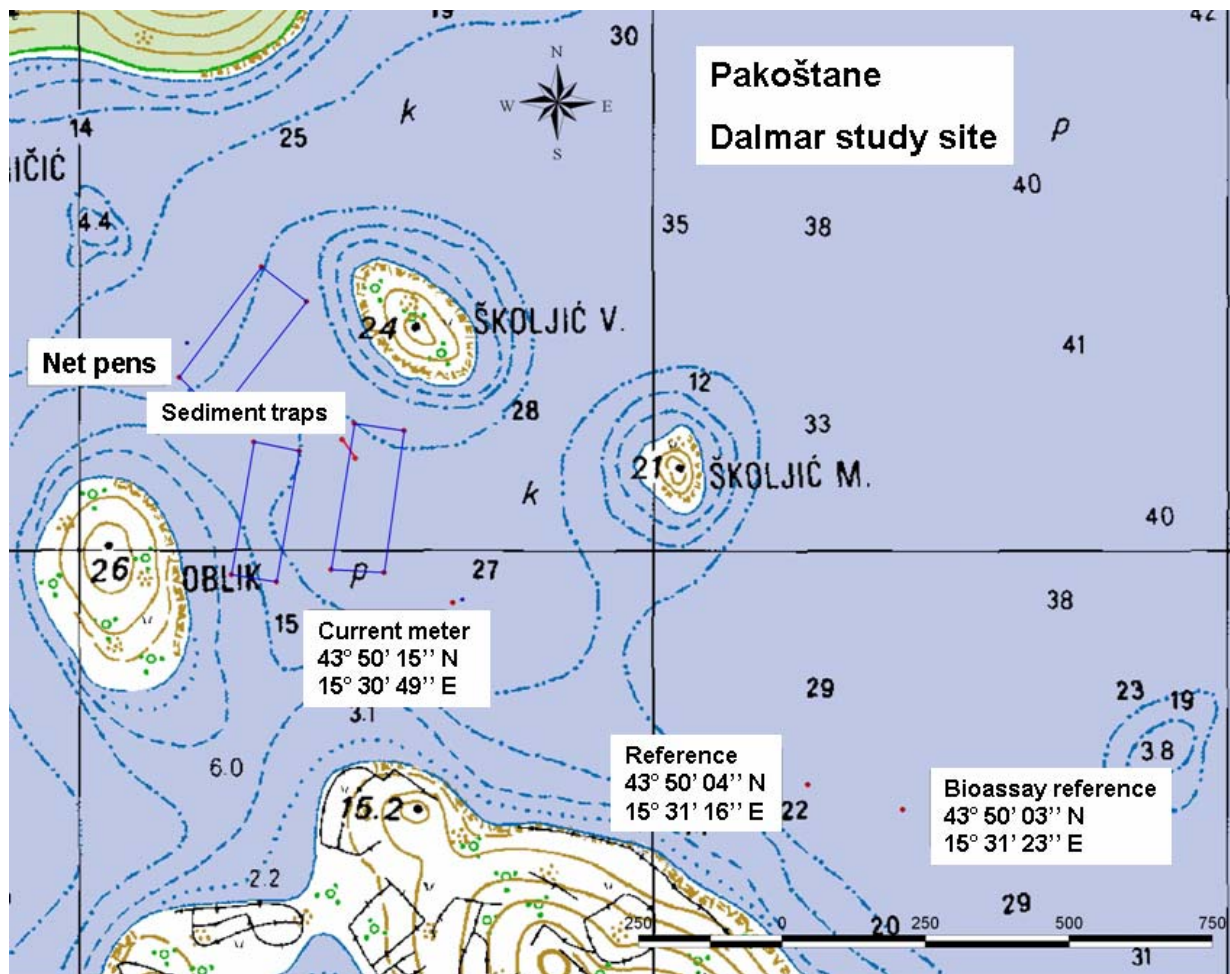 19
42
30
N
W E
S
Pakoštane
Dalmar study site
k
p
14
25
IČIĆ
40
4.4
35
38
24
ŠKOLJIĆ V.
41
Net pens
12
Sediment traps
28
33
21
ŠKOLJIĆ M.
k
40
26
OBLIK
p
27
38
15
Current meter
43° 50' 15'' N
15° 30' 49'' E
29
23
19
3.1
3.8
6.0
Reference
43° 50' 04'' N
15° 31' 16'' E
22
Bioassay reference
43° 50' 03'' N
15° 31' 23'' E
15.2
2.2
29
20
250 0 250 500 750
31